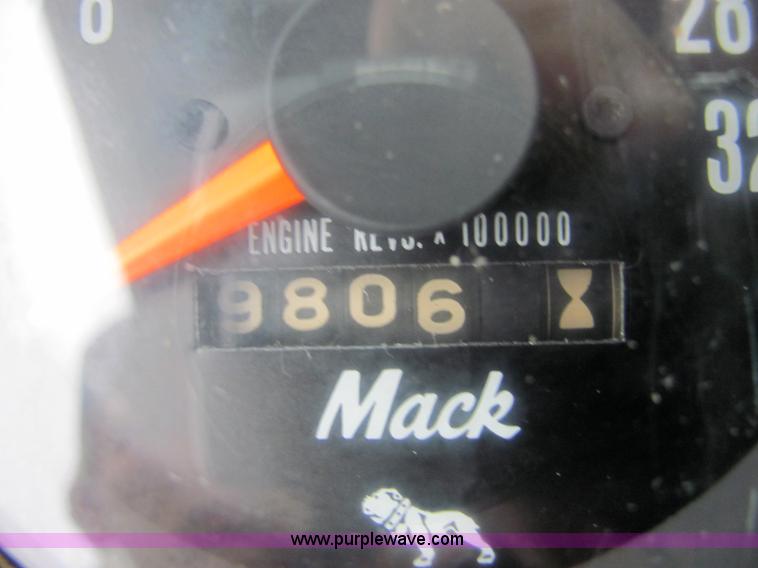 8
28
32
ENGINE REVS. X 100000
9806
Mack
www.purplewave.com